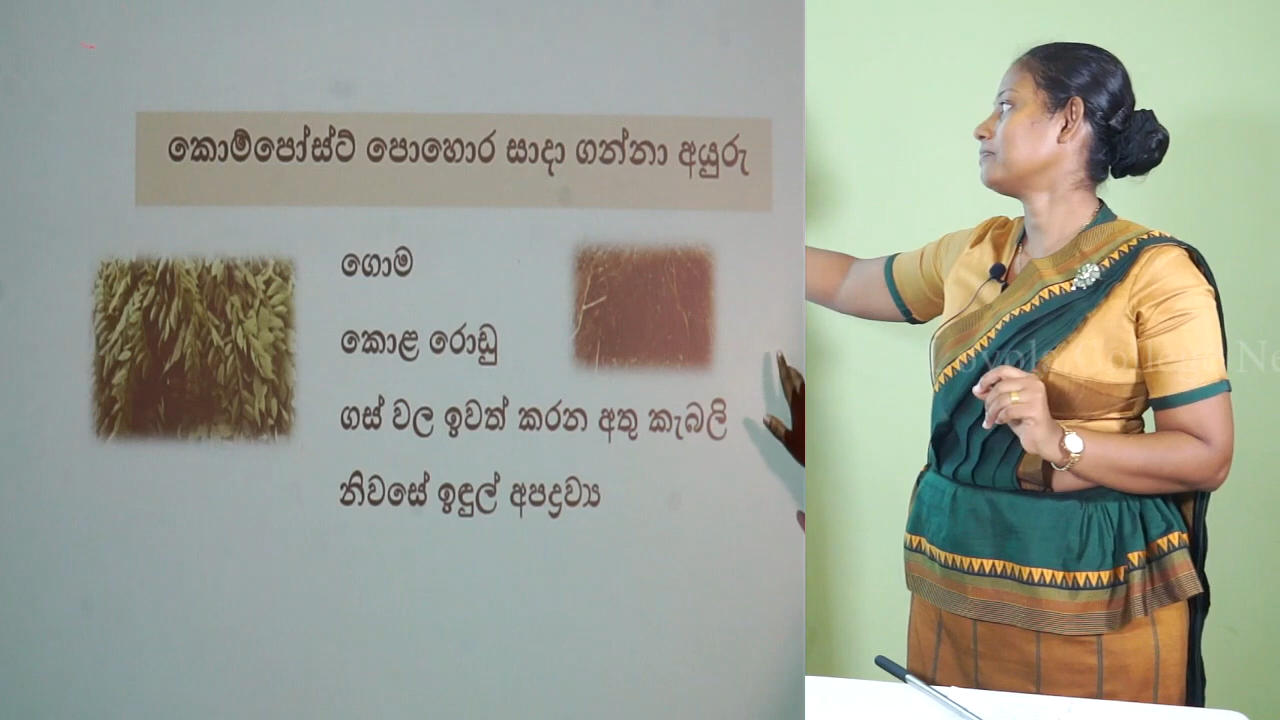 කොම්පෝස්ට් පොහොර සාදා ගන්නා අයුරු
ගොම
කොළ රොඩු
ගස් වල ඉවත් කරන අතු කැබලි
නිවසේ ඉඳුල් අපද්‍රව්‍ය